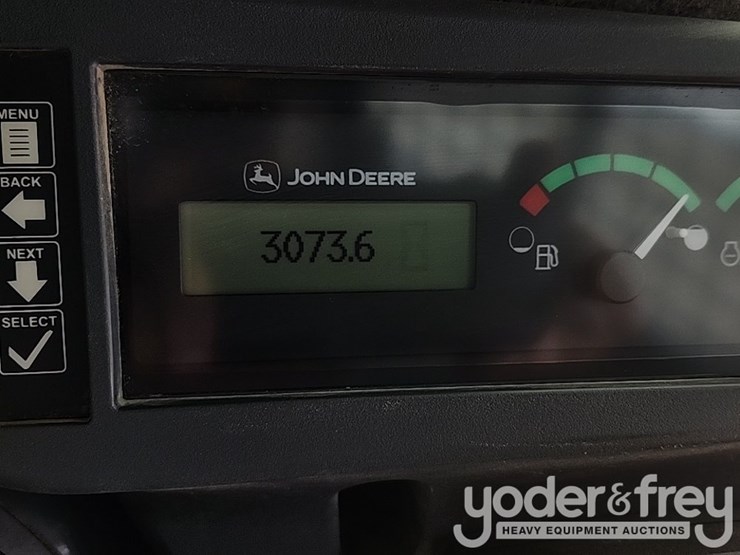 MENU
BACK
NEXT
SELECT
JOHN DEERE
3073.6
yoder&frey
HEAVY EQUIPMENT AUCTIONS